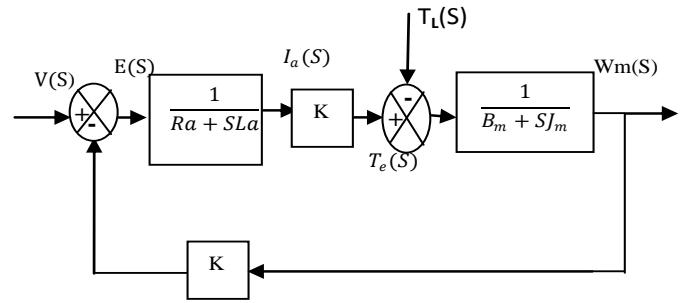 T_L(S)
V(S)
E(S)
I_a(S)
Wm(S)
+
-
1
Ra + SLa
K
-
+
T_e(S)
1
B_m + SJ_m
K